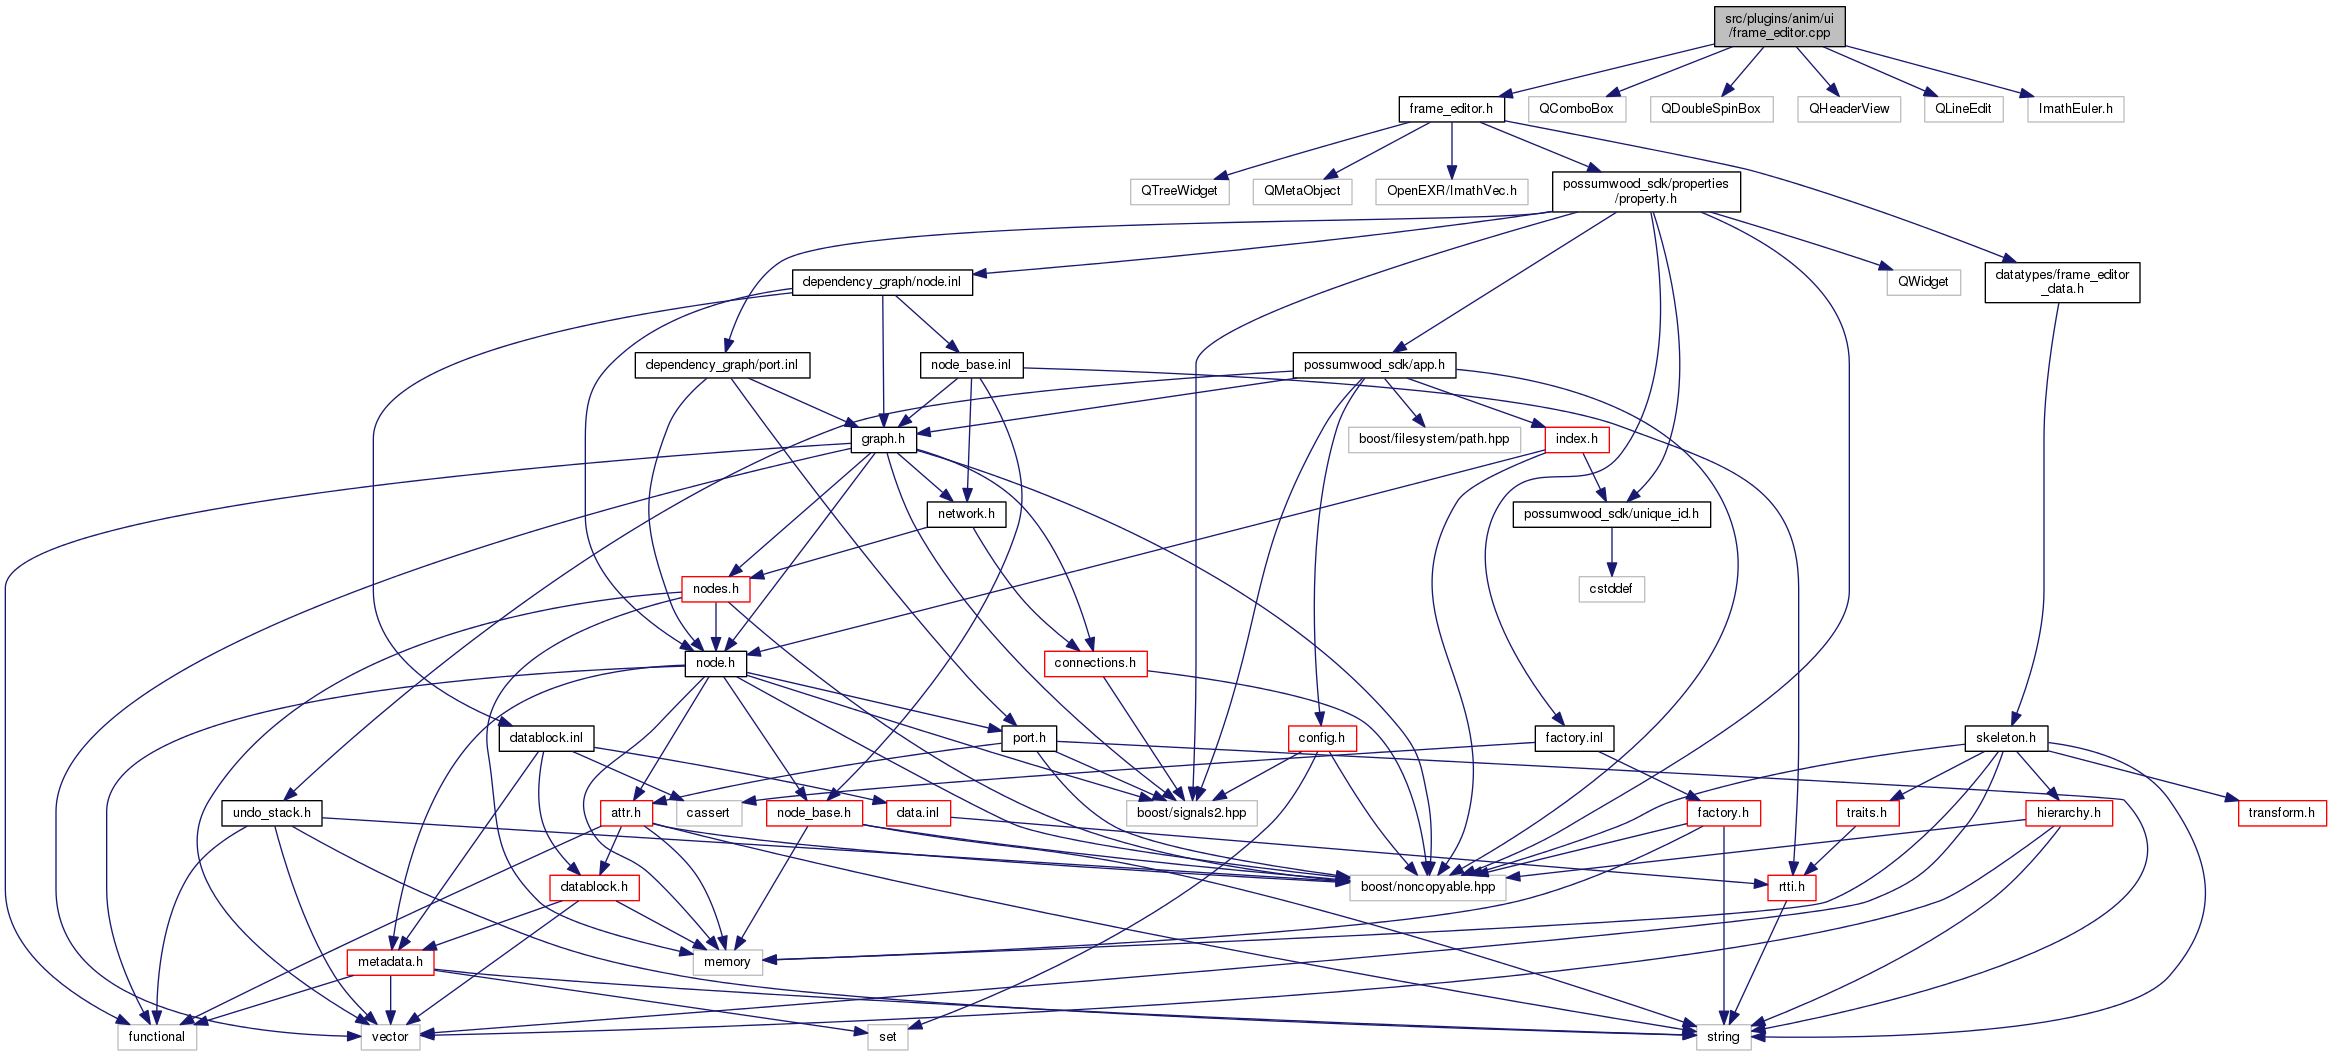 src/plugins/anim/ui
/frame_editor.cpp
frame_editor.h
QComboBox
QDoubleSpinBox
QHeaderView
QLineEdit
ImathEuler.h
QTreeWidget
QMetaObject
OpenEXR/ImathVec.h
possumwood_sdk/properties
/property.h
dependency_graph/node.inl
QWidget
datatypes/frame_editor
_data.h
dependency_graph/port.inl
node_base.inl
possumwood_sdk/app.h
graph.h
boost/filesystem/path.hpp
index.h
network.h
possumwood_sdk/unique_id.h
nodes.h
cstddef
node.h
connections.h
datablock.inl
port.h
config.h
factory.inl
skeleton.h
undo_stack.h
attr.h
cassert
node_base.h
data.inl
boost/signals2.hpp
factory.h
traits.h
hierarchy.h
transform.h
datablock.h
boost/noncopyable.hpp
rtti.h
metadata.h
memory
functional
vector
set
string